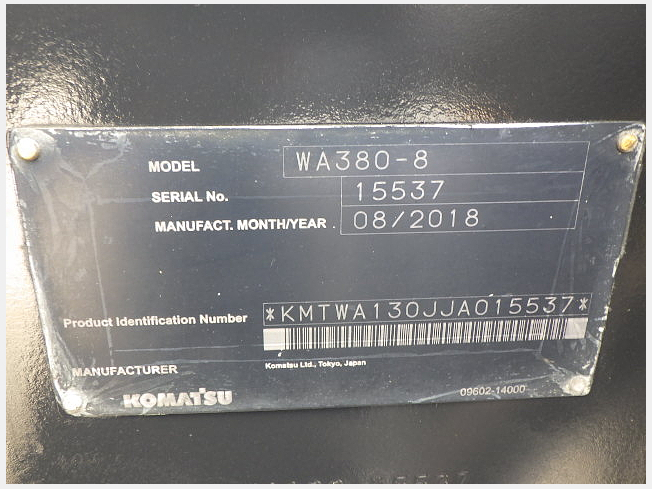 MODEL WA380-8
SERIAL No. 15537
MANUFACT. MONTH/YEAR 08/2018
Product Identification Number *KMTWA130JJA015537*
MANUFACTURER Komatsu Ltd., Tokyo, Japan
KOMATSU 09602-14000